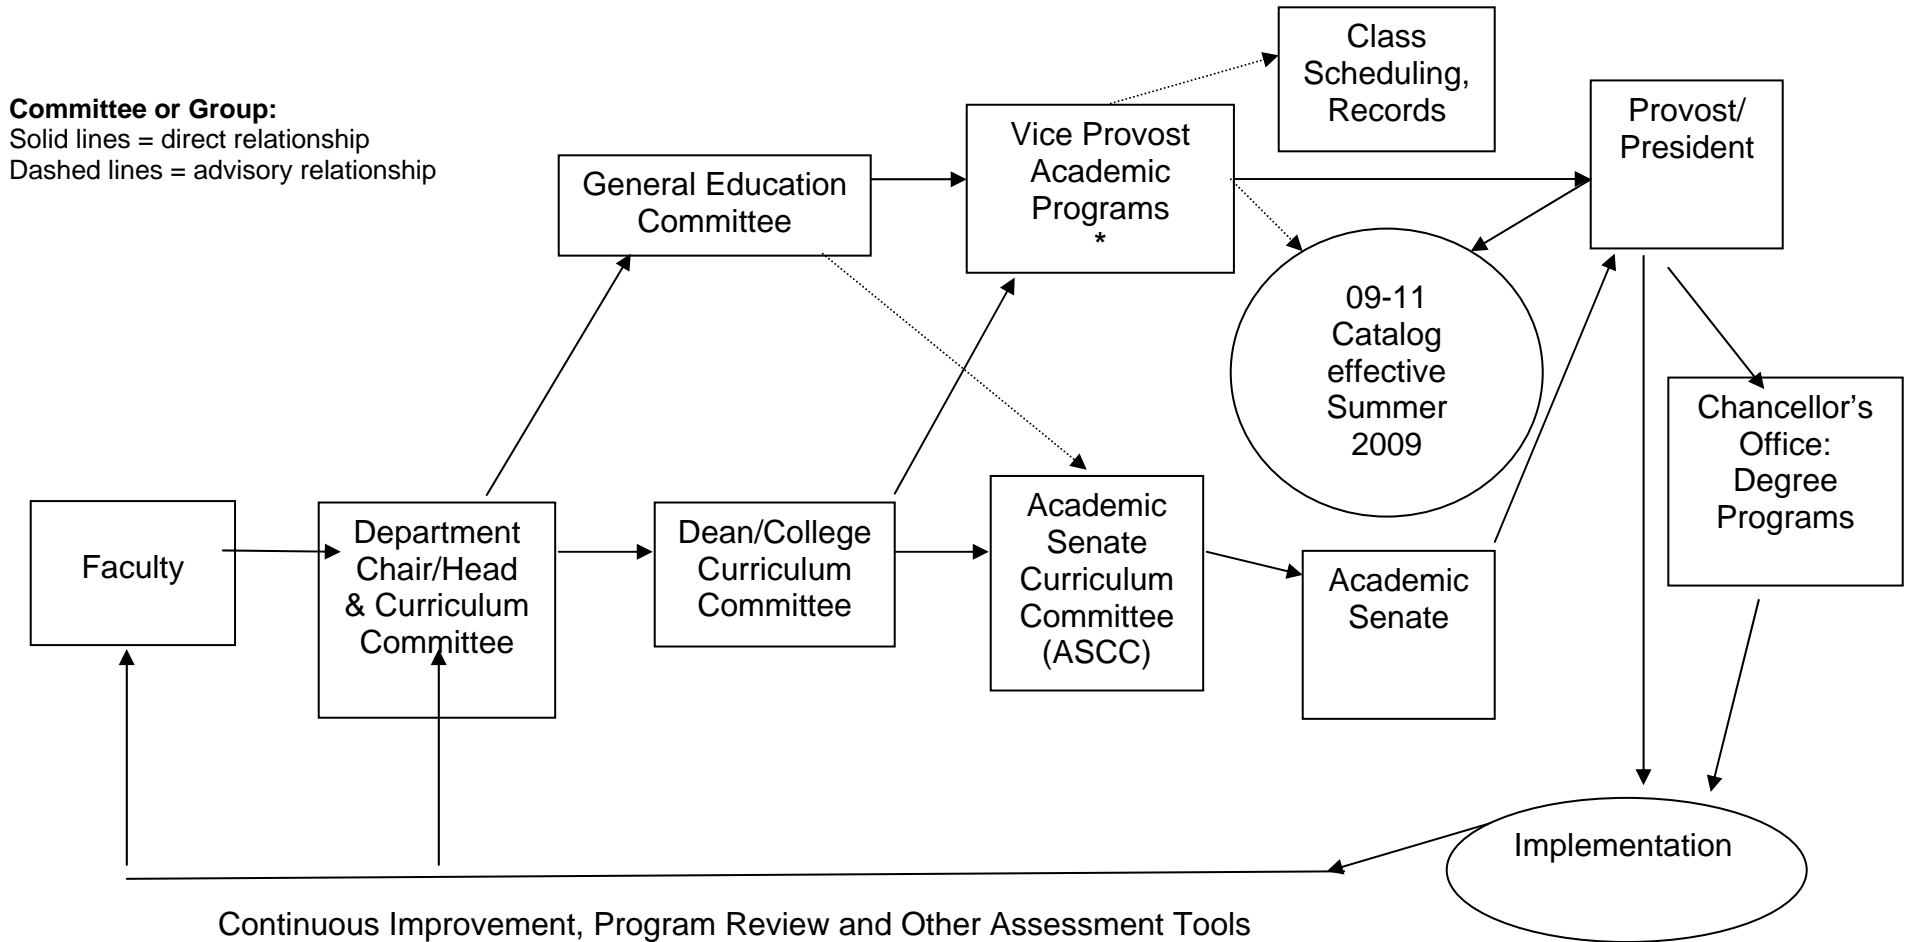 Committee or Group:
Solid lines = direct relationship
Dashed lines = advisory relationship
Class
Scheduling,
Records
Provost/
President
Vice Provost
Academic
Programs
*
General Education
Committee
09-11
Catalog
effective
Summer
2009
Chancellor’s
Office:
Degree
Programs
Faculty
Department
Chair/Head
& Curriculum
Committee
Dean/College
Curriculum
Committee
Academic
Senate
Curriculum
Committee
(ASCC)
Academic
Senate
Implementation
Continuous Improvement, Program Review and Other Assessment Tools